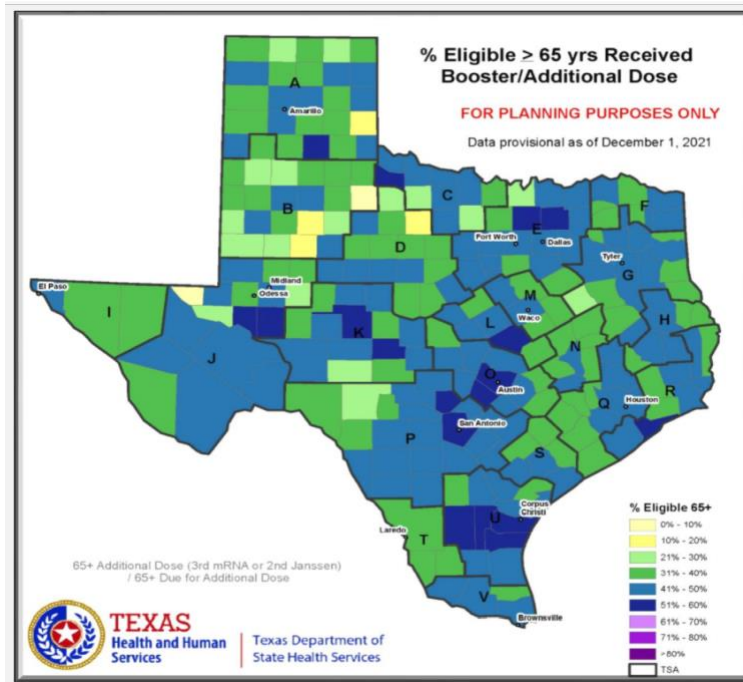 % Eligible ≥ 65 yrs Received
Booster/Additional Dose
FOR PLANNING PURPOSES ONLY
Data provisional as of December 1, 2021
A
Amarillo
B
C
D
E
Fort Worth
Dallas
F
Tyler
G
El Paso
Midland
Odessa
I
J
K
L
M
Waco
H
N
O
Austin
P
San Antonio
Q
Houston
R
S
Corpus
Christi
U
Laredo
T
V
Brownsville
% Eligible 65+
0% - 10%
10% - 20%
21% - 30%
31% - 40%
41% - 50%
51% - 60%
61% - 70%
71% - 80%
>80%
TSA
65+ Additional Dose (3rd mRNA or 2nd Janssen)
/ 65+ Due for Additional Dose
TEXAS
Health and Human
Services
Texas Department of
State Health Services